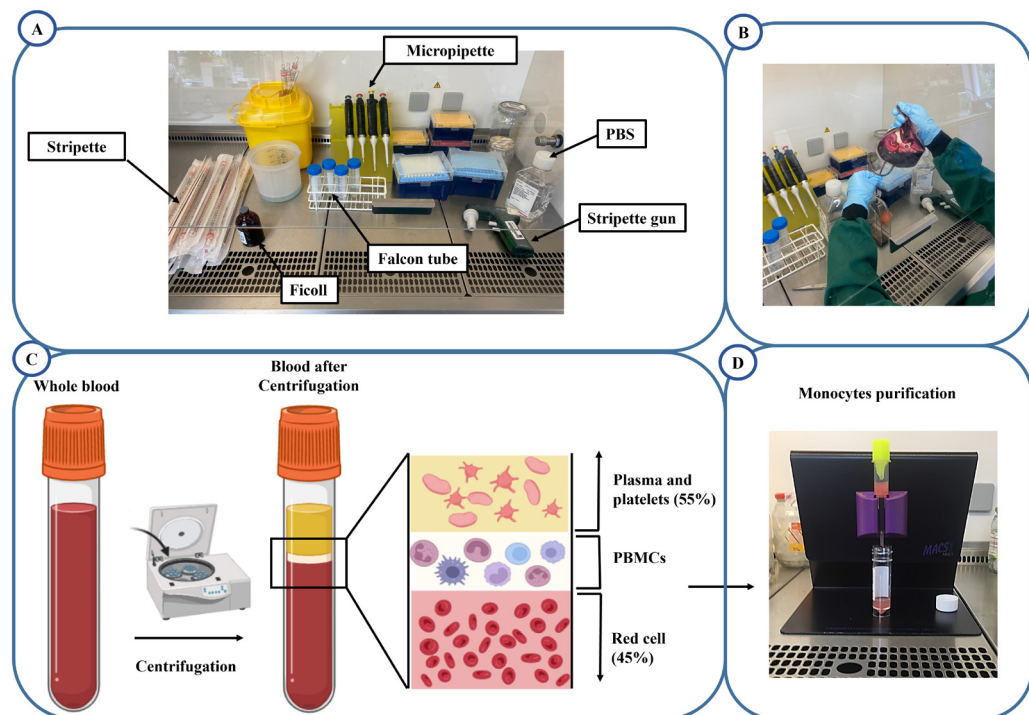 A
Micropipette
Stripette
PBS
Stripette gun
Falcon tube
Ficoll
B
C
Whole blood
Blood after
Centrifugation
Centrifugation
Plasma and
platelets (55%)
PBMCs
Red cell
(45%)
D
Monocytes purification
MACS